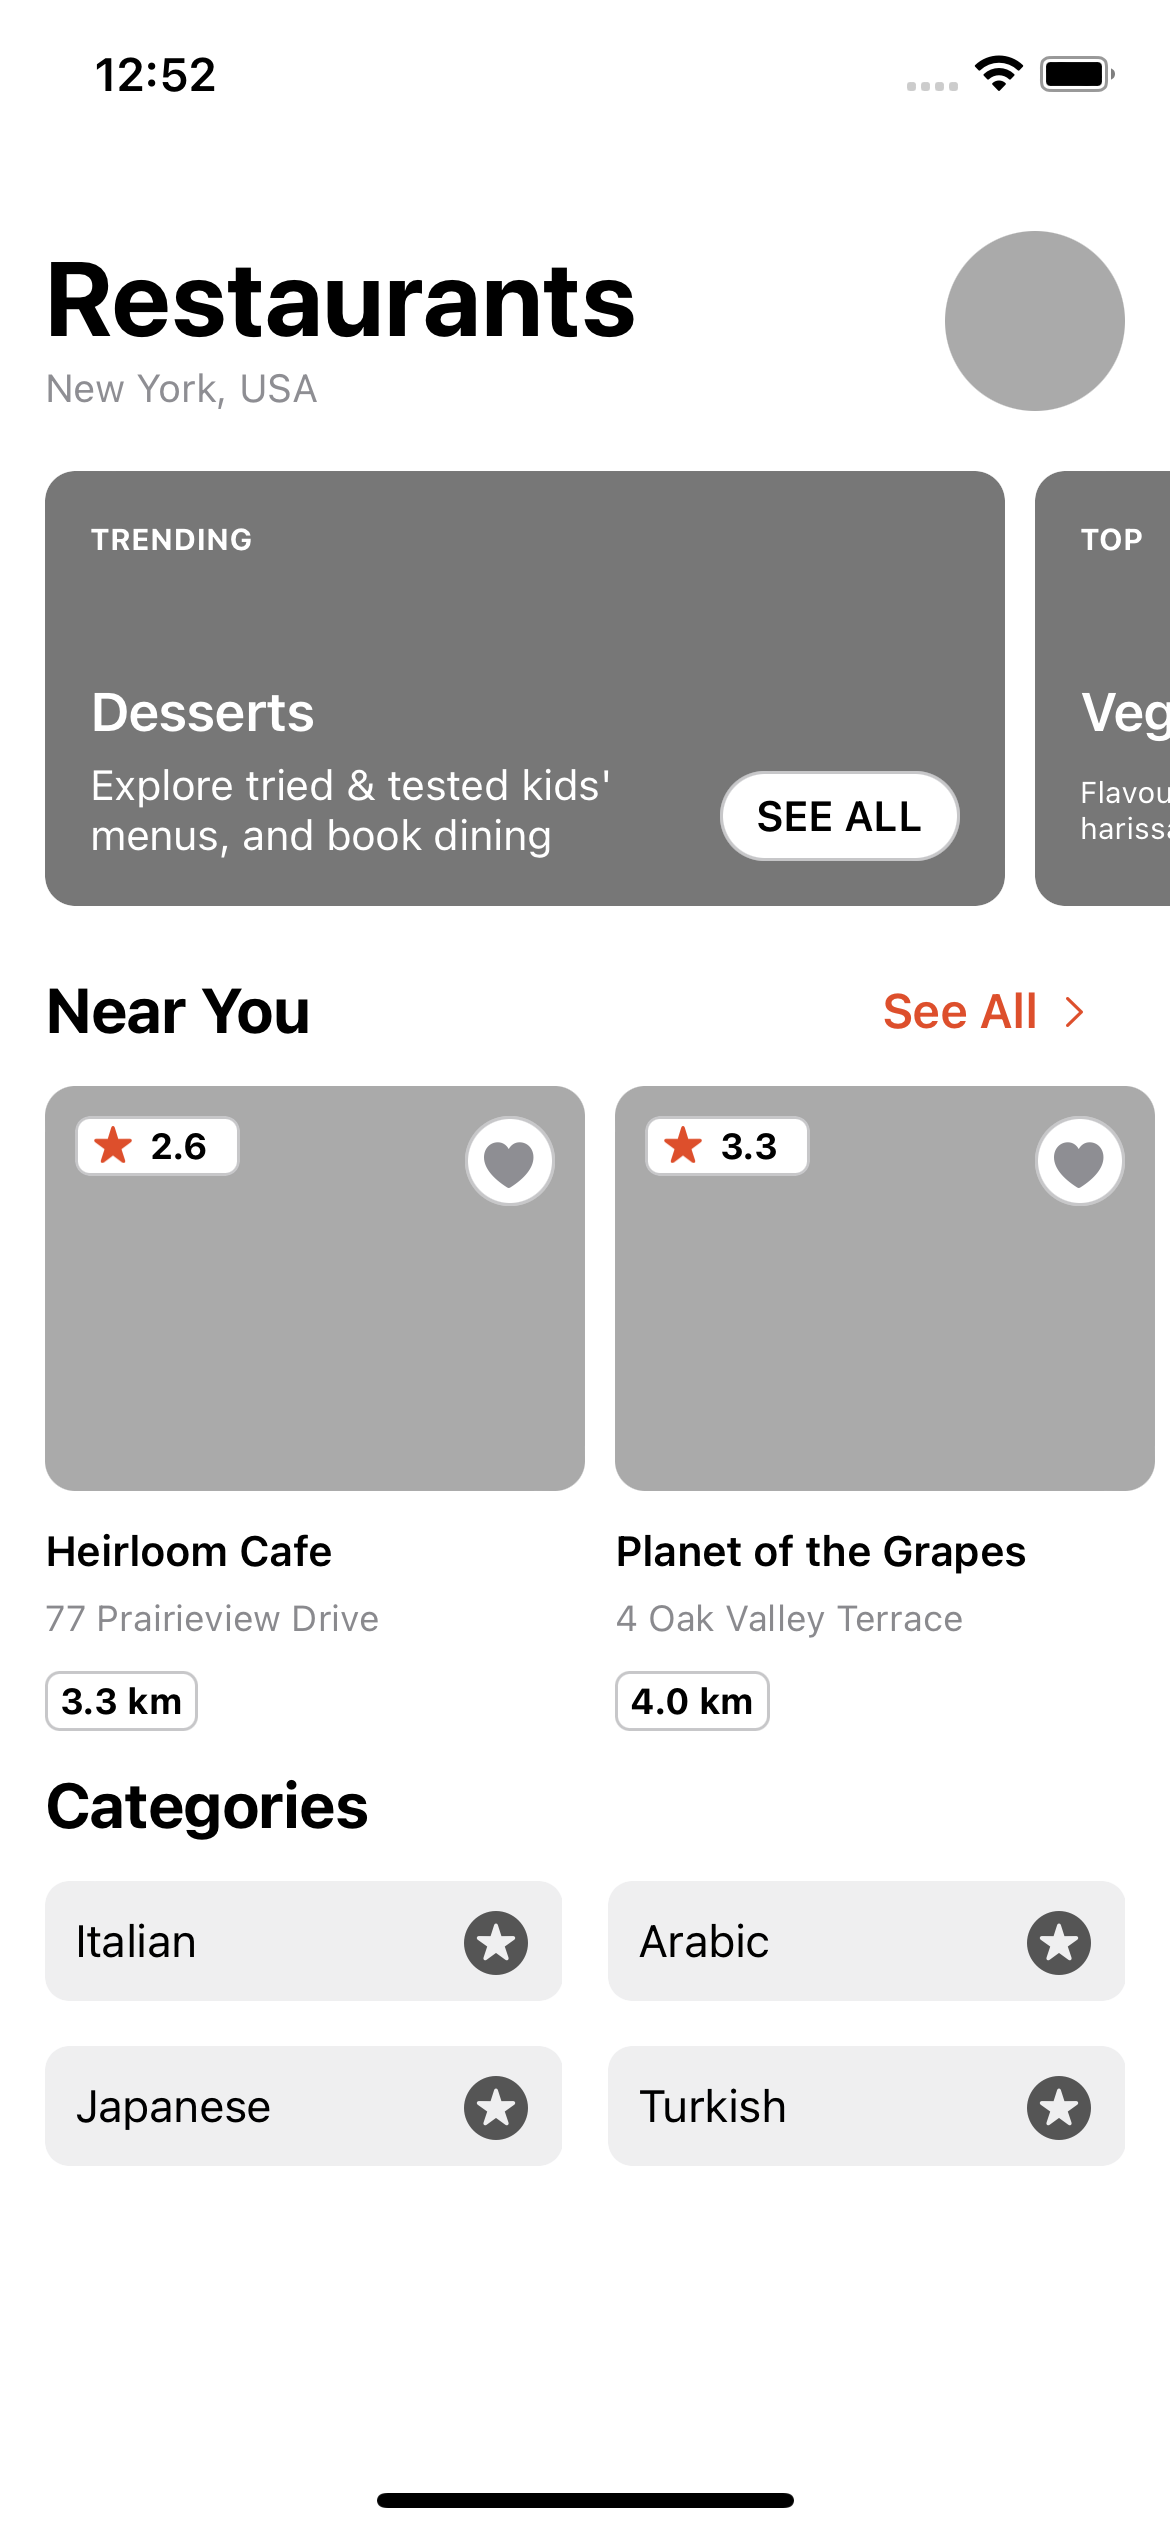 12:52
Restaurants
New York, USA
TRENDING
Desserts
Explore tried & tested kids'
menus, and book dining
SEE ALL
TOP
Veg
Flavou
hariss
Near You
See All
2.6
3.3
Heirloom Cafe
77 Prairieview Drive
3.3 km
Planet of the Grapes
4 Oak Valley Terrace
4.0 km
Categories
Italian
Arabic
Japanese
Turkish